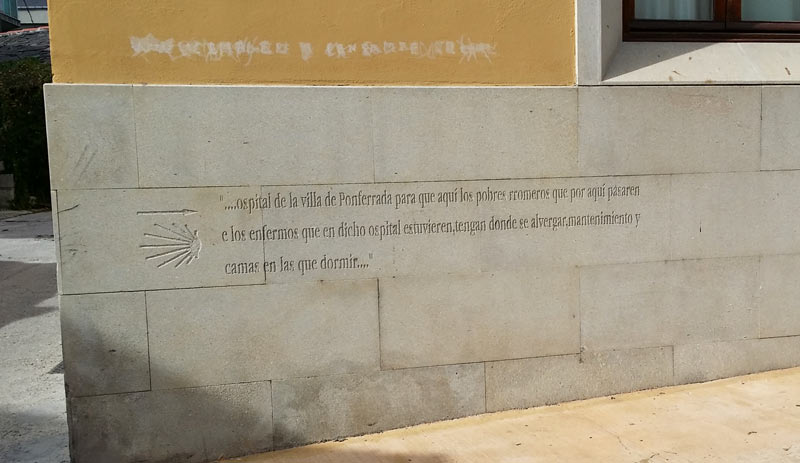 "....ospital de la villa de Ponferrada para que aquí los pobres rromeros que por aquí pasaren
e los enfermos que en dicho ospital estuvieren,tengan donde se alvergar,mantenimiento y
camas en las que dormir...."